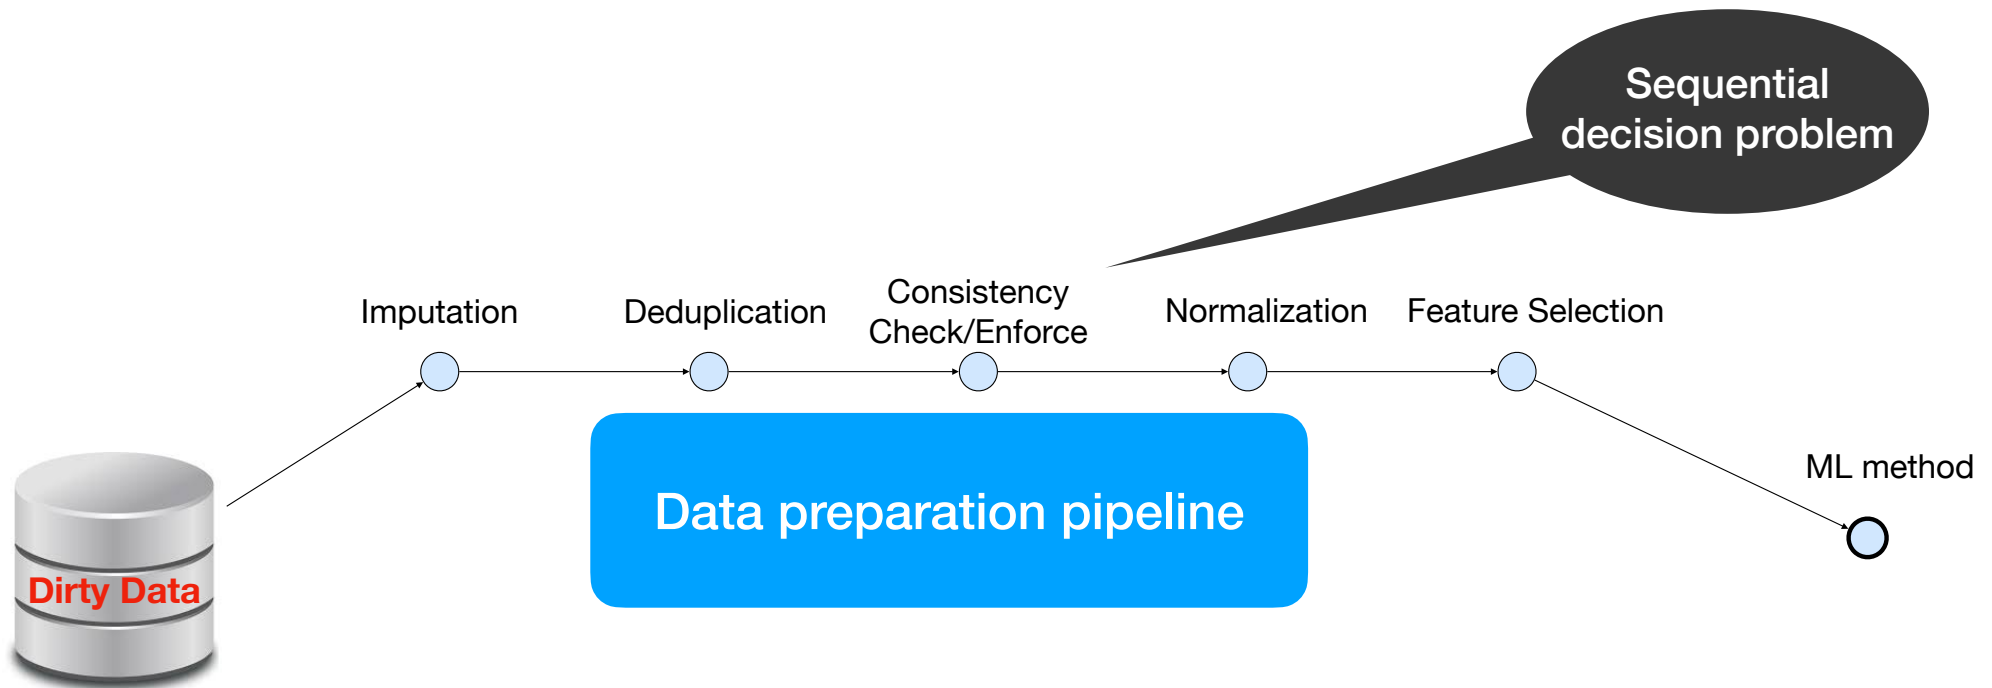 Sequential
decision problem
Imputation
Deduplication
Consistency
Check/Enforce
Normalization
Feature Selection
Data preparation pipeline
ML method
Dirty Data